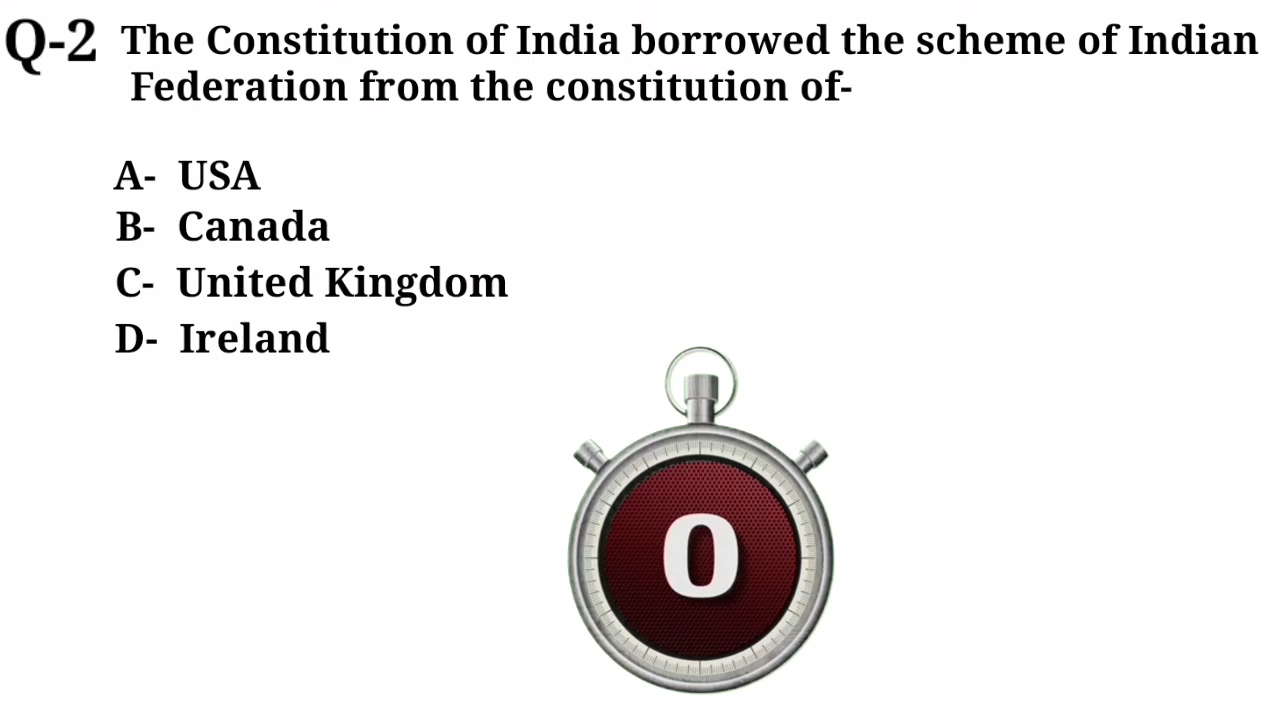 Q-2 The Constitution of India borrowed the scheme of Indian
Federation from the constitution of-
A- USA
B- Canada
C- United Kingdom
D- Ireland
0